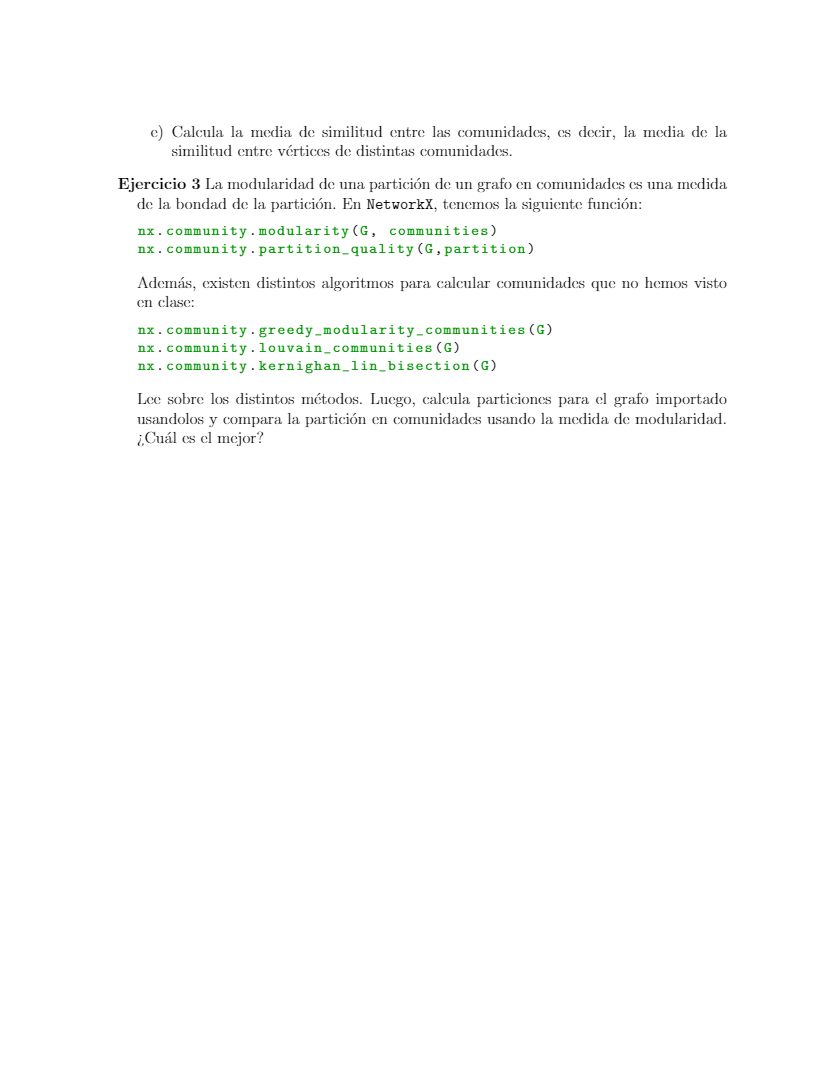 e) Calcula la media de similitud entre las comunidades, es decir, la media de la
similitud entre vértices de distintas comunidades.
Ejercicio 3 La modularidad de una partición de un grafo en comunidades es una medida
de la bondad de la partición. En NetworkX, tenemos la siguiente función:
nx.community.modularity(G, communities)
nx.community.partition_quality(G,partition)
Además, existen distintos algoritmos para calcular comunidades que no hemos visto
en clase:
nx.community.greedy_modularity_communities(G)
nx.community.louvain_communities(G)
nx.community.kernighan_lin_bisection(G)
Lee sobre los distintos métodos. Luego, calcula particiones para el grafo importado
usandolos y compara la partición en comunidades usando la medida de modularidad.
¿Cuál es el mejor?